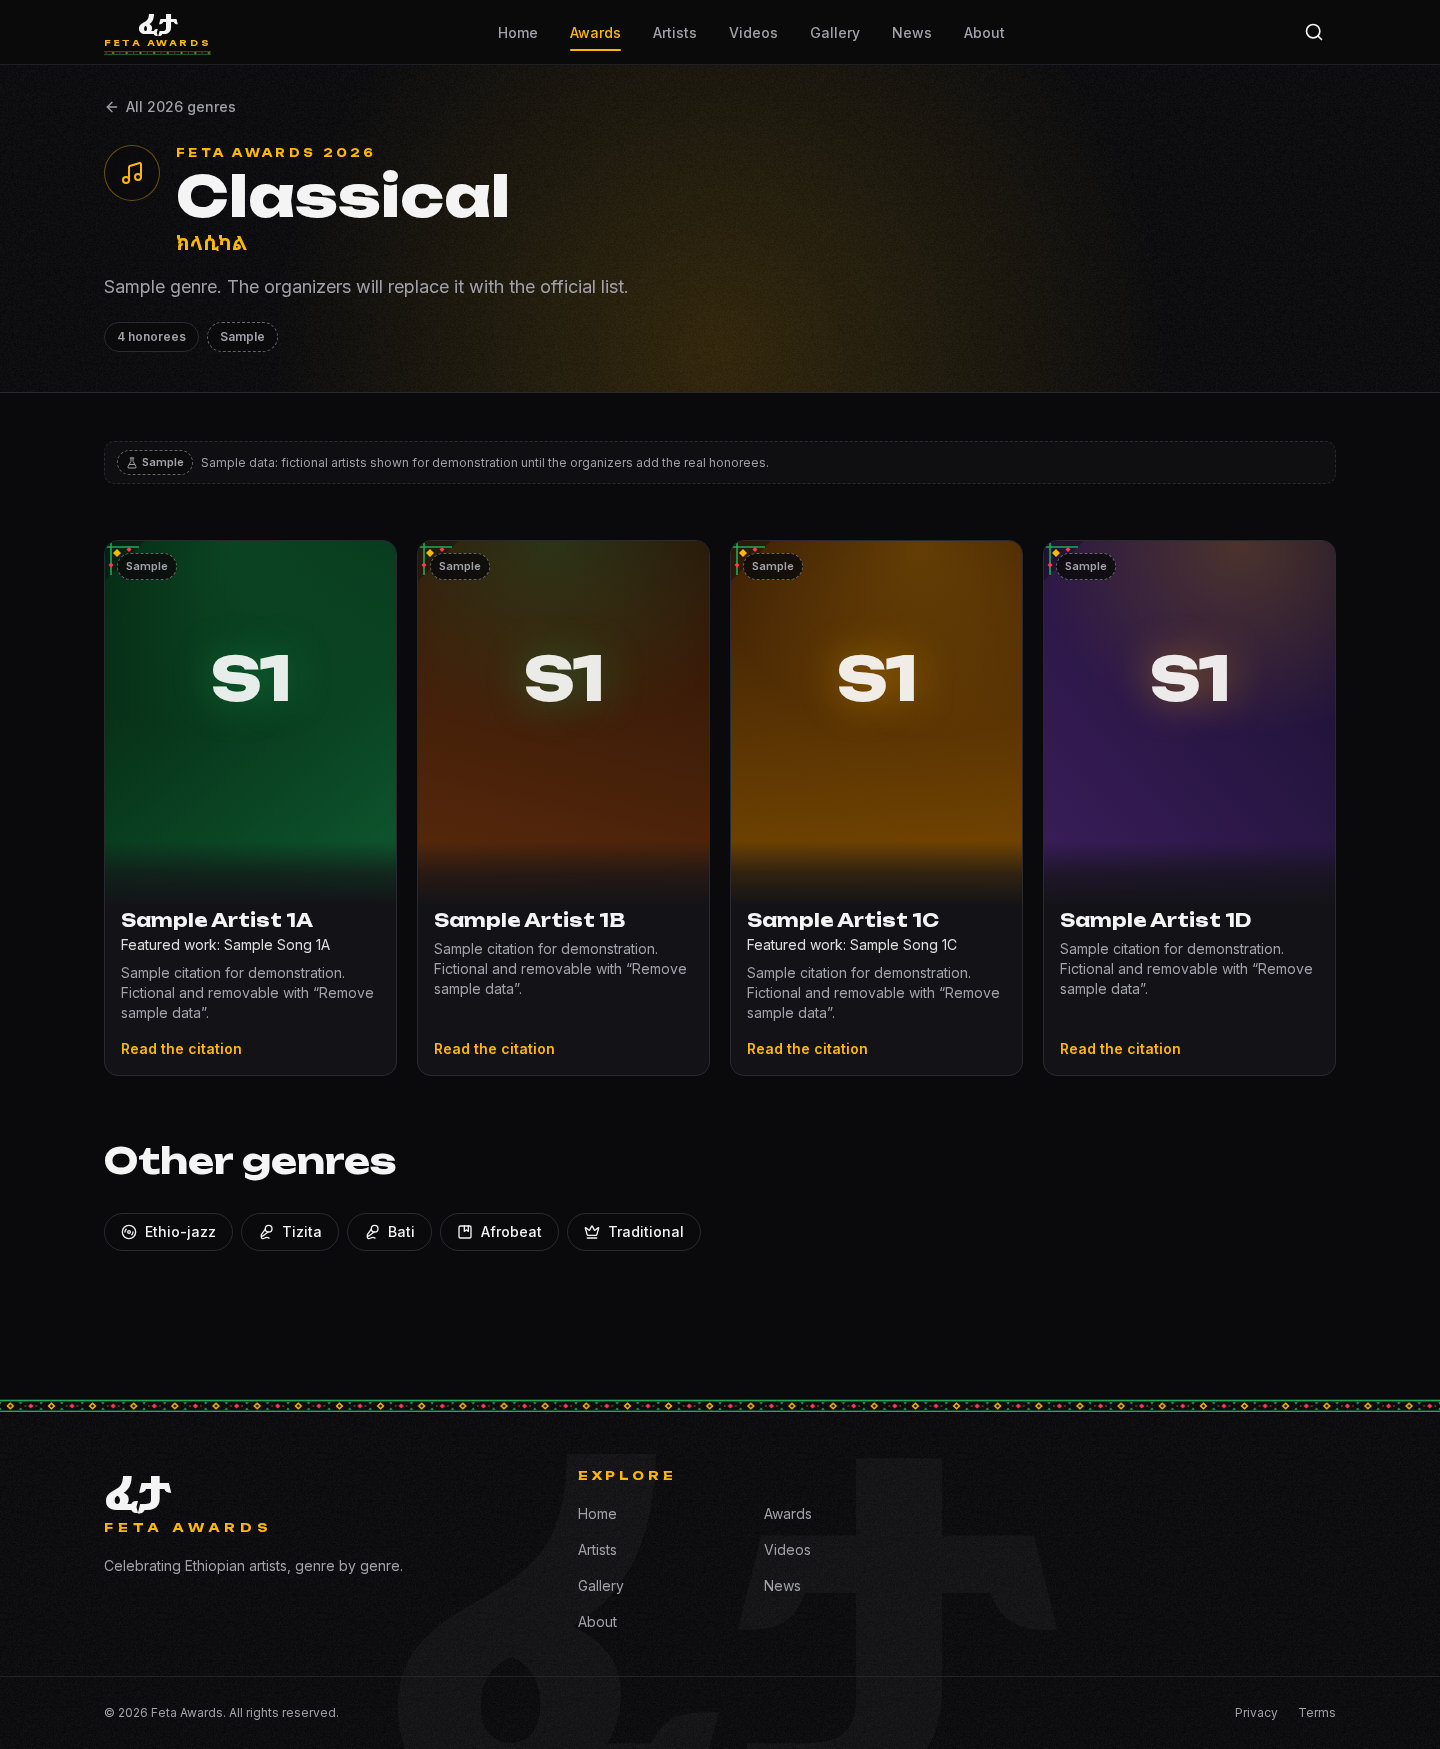 ፈታ
FETA AWARDS
Home Awards Artists Videos Gallery News About
All 2026 genres
FETA AWARDS 2026
Classical
ክላሲካል
Sample genre. The organizers will replace it with the official list.
4 honorees Sample
Sample Sample data: fictional artists shown for demonstration until the organizers add the real honorees.
Sample
S1
Sample Artist 1A
Featured work: Sample Song 1A
Sample citation for demonstration.
Fictional and removable with “Remove
sample data”.
Read the citation
Sample
S1
Sample Artist 1B
Sample citation for demonstration.
Fictional and removable with “Remove
sample data”.
Read the citation
Sample
S1
Sample Artist 1C
Featured work: Sample Song 1C
Sample citation for demonstration.
Fictional and removable with “Remove
sample data”.
Read the citation
Sample
S1
Sample Artist 1D
Sample citation for demonstration.
Fictional and removable with “Remove
sample data”.
Read the citation
Other genres
Ethio-jazz Tizita Bati Afrobeat Traditional
ፈታ
FETA AWARDS
Celebrating Ethiopian artists, genre by genre.
EXPLORE
Home Awards
Artists Videos
Gallery News
About
ፈታ
© 2026 Feta Awards. All rights reserved.
Privacy Terms